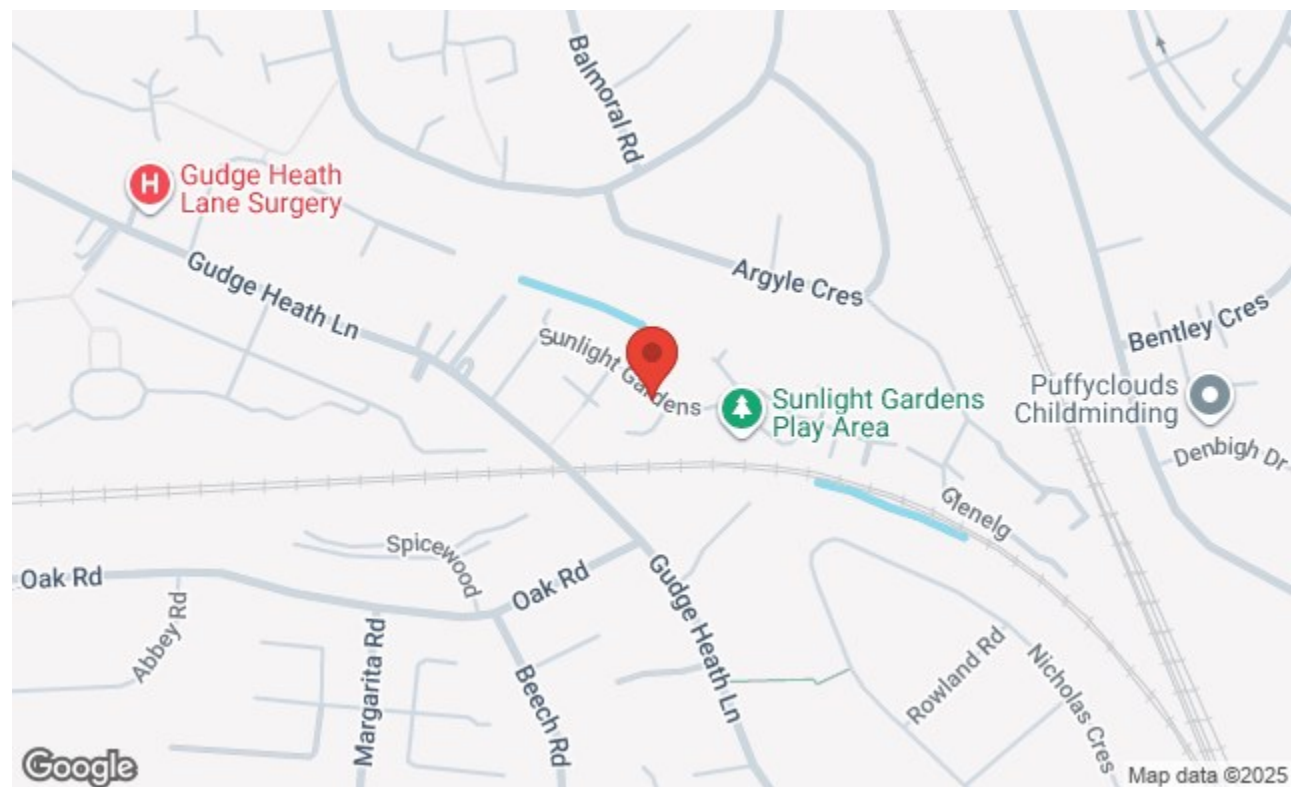 Balmoral Rd
Gudge Heath
Lane Surgery
Gudge Heath Ln
Argyle Cres
Sunlight Gardens
Bentley Cres
Puffyclouds
Childminding
Sunlight Gardens
Play Area
Denbigh Dr
Glenelg
Spicewood
Oak Rd
Oak Rd
Gudge Heath Ln
Abbey Rd
Margarita Rd
Beech Rd
Rowland Rd
Nicholas Cres
Google
Map data ©2025